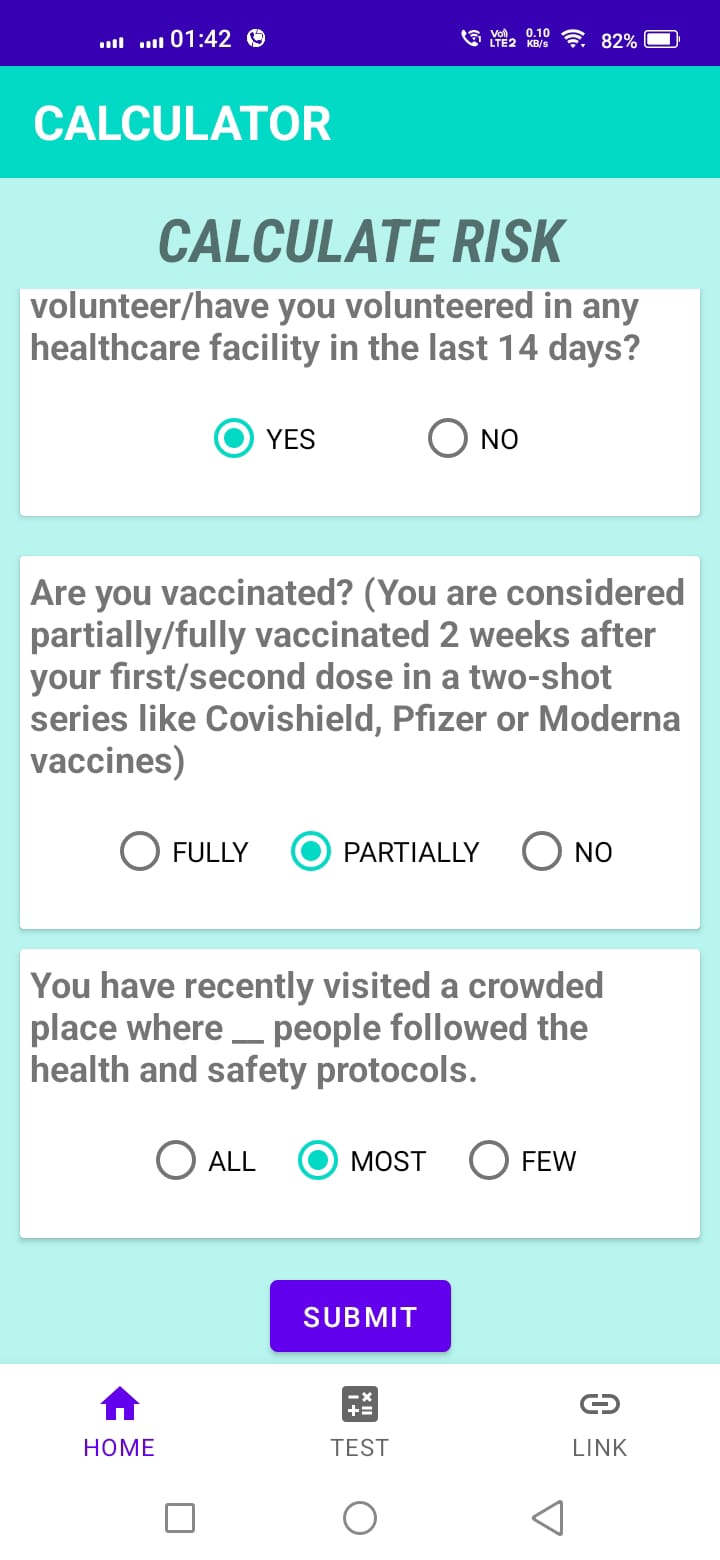 01:42
Vo))
LTE2
0.10
KB/s
82%
CALCULATOR
CALCULATE RISK
volunteer/have you volunteered in any
healthcare facility in the last 14 days?
YES NO
Are you vaccinated? (You are considered
partially/fully vaccinated 2 weeks after
your first/second dose in a two-shot
series like Covishield, Pfizer or Moderna
vaccines)
FULLY PARTIALLY NO
You have recently visited a crowded
place where __ people followed the
health and safety protocols.
ALL MOST FEW
SUBMIT
HOME TEST LINK